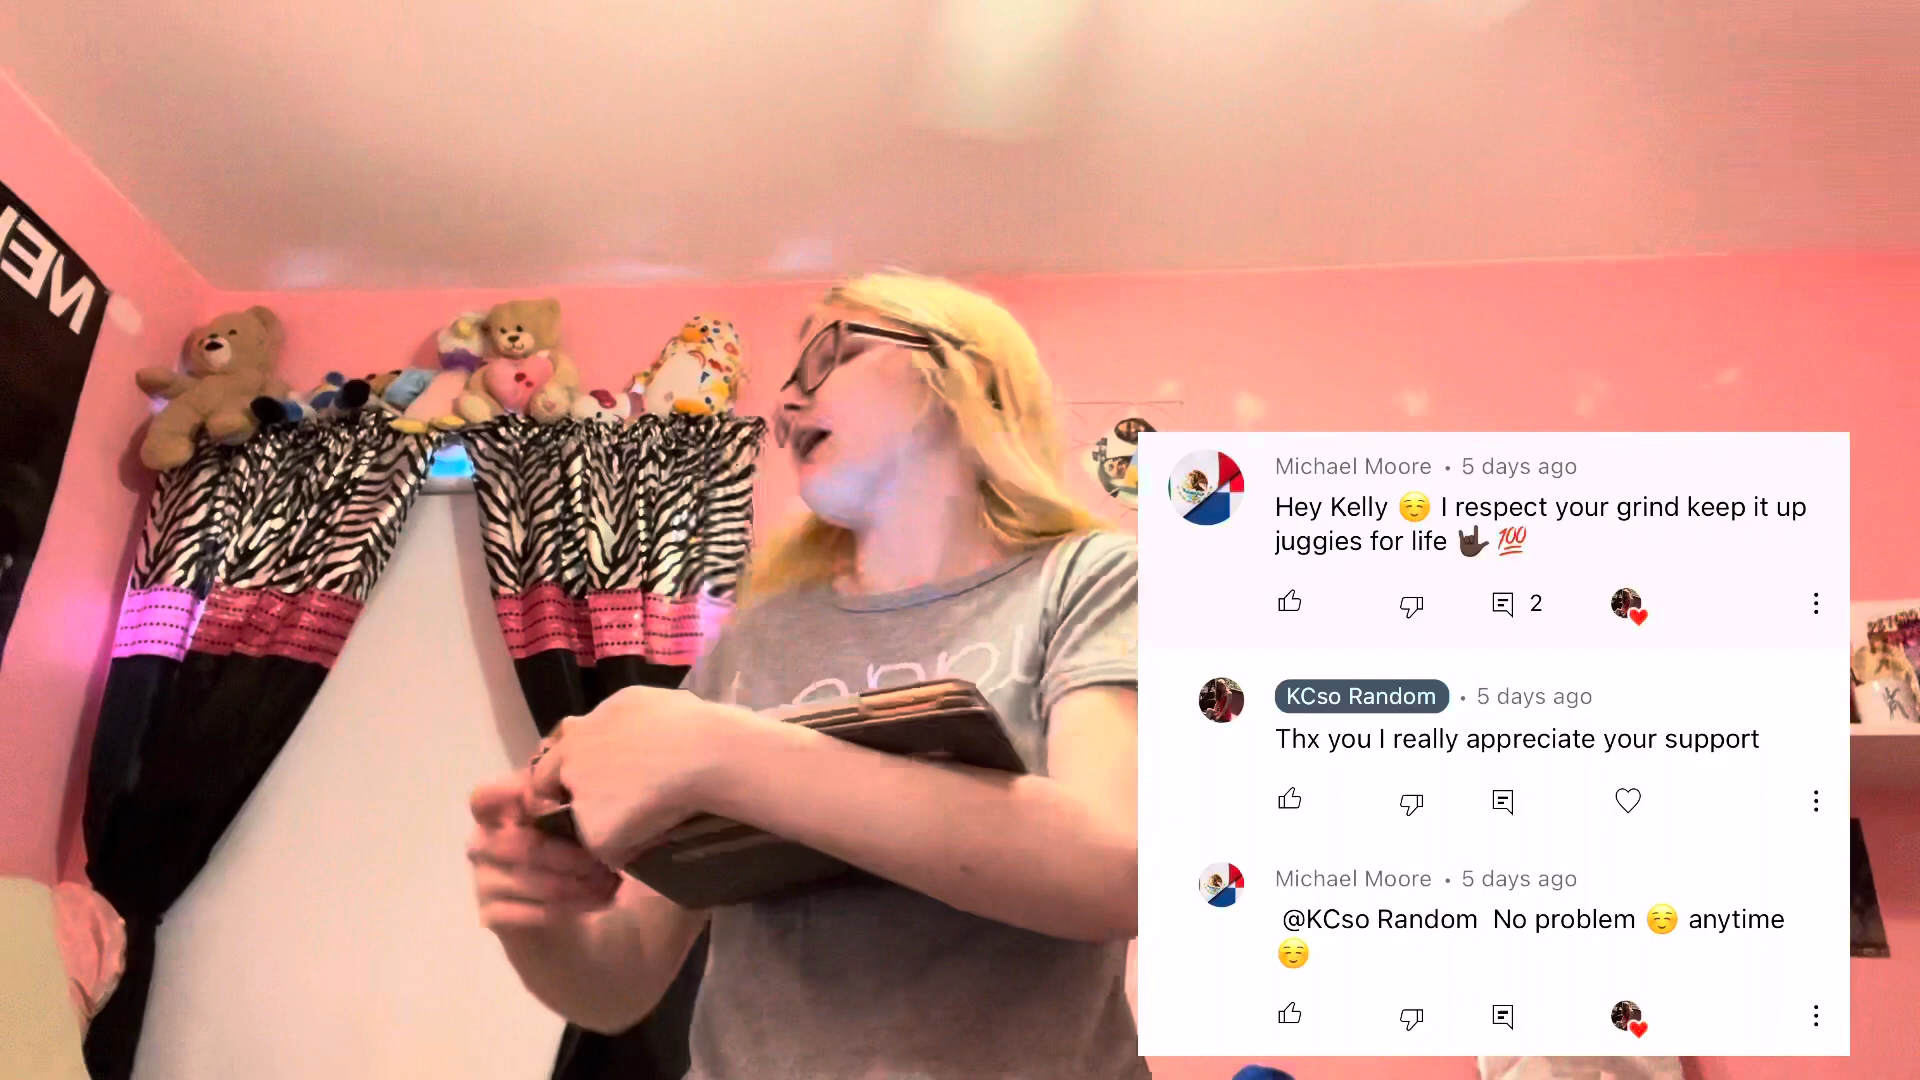 Michael Moore • 5 days ago
Hey Kelly ☺️ I respect your grind keep it up
juggies for life 🤟🏿 💯
2
KCso Random • 5 days ago
Thx you I really appreciate your support
Michael Moore • 5 days ago
@KCso Random No problem ☺️ anytime
☺️